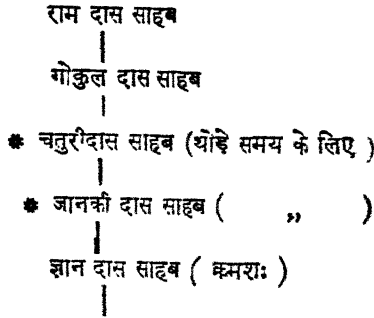 राम दास साहब
गोकुल दास साहब
* चतुरीदास साहब (थोड़े समय के लिए )
* जानकी दास साहब ( ,, )
ज्ञान दास साहब ( क्रमशः )